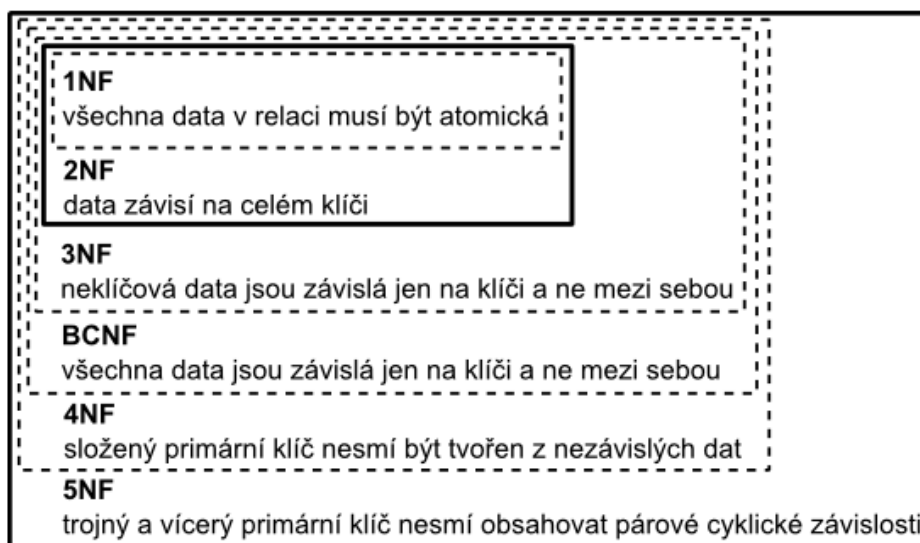 1NF
všechna data v relaci musí být atomická
2NF
data závisí na celém klíči
3NF
neklíčová data jsou závislá jen na klíči a ne mezi sebou
BCNF
všechna data jsou závislá jen na klíči a ne mezi sebou
4NF
složený primární klíč nesmí být tvořen z nezávislých dat
5NF
trojný a vícerý primární klíč nesmí obsahovat párové cyklické závislosti